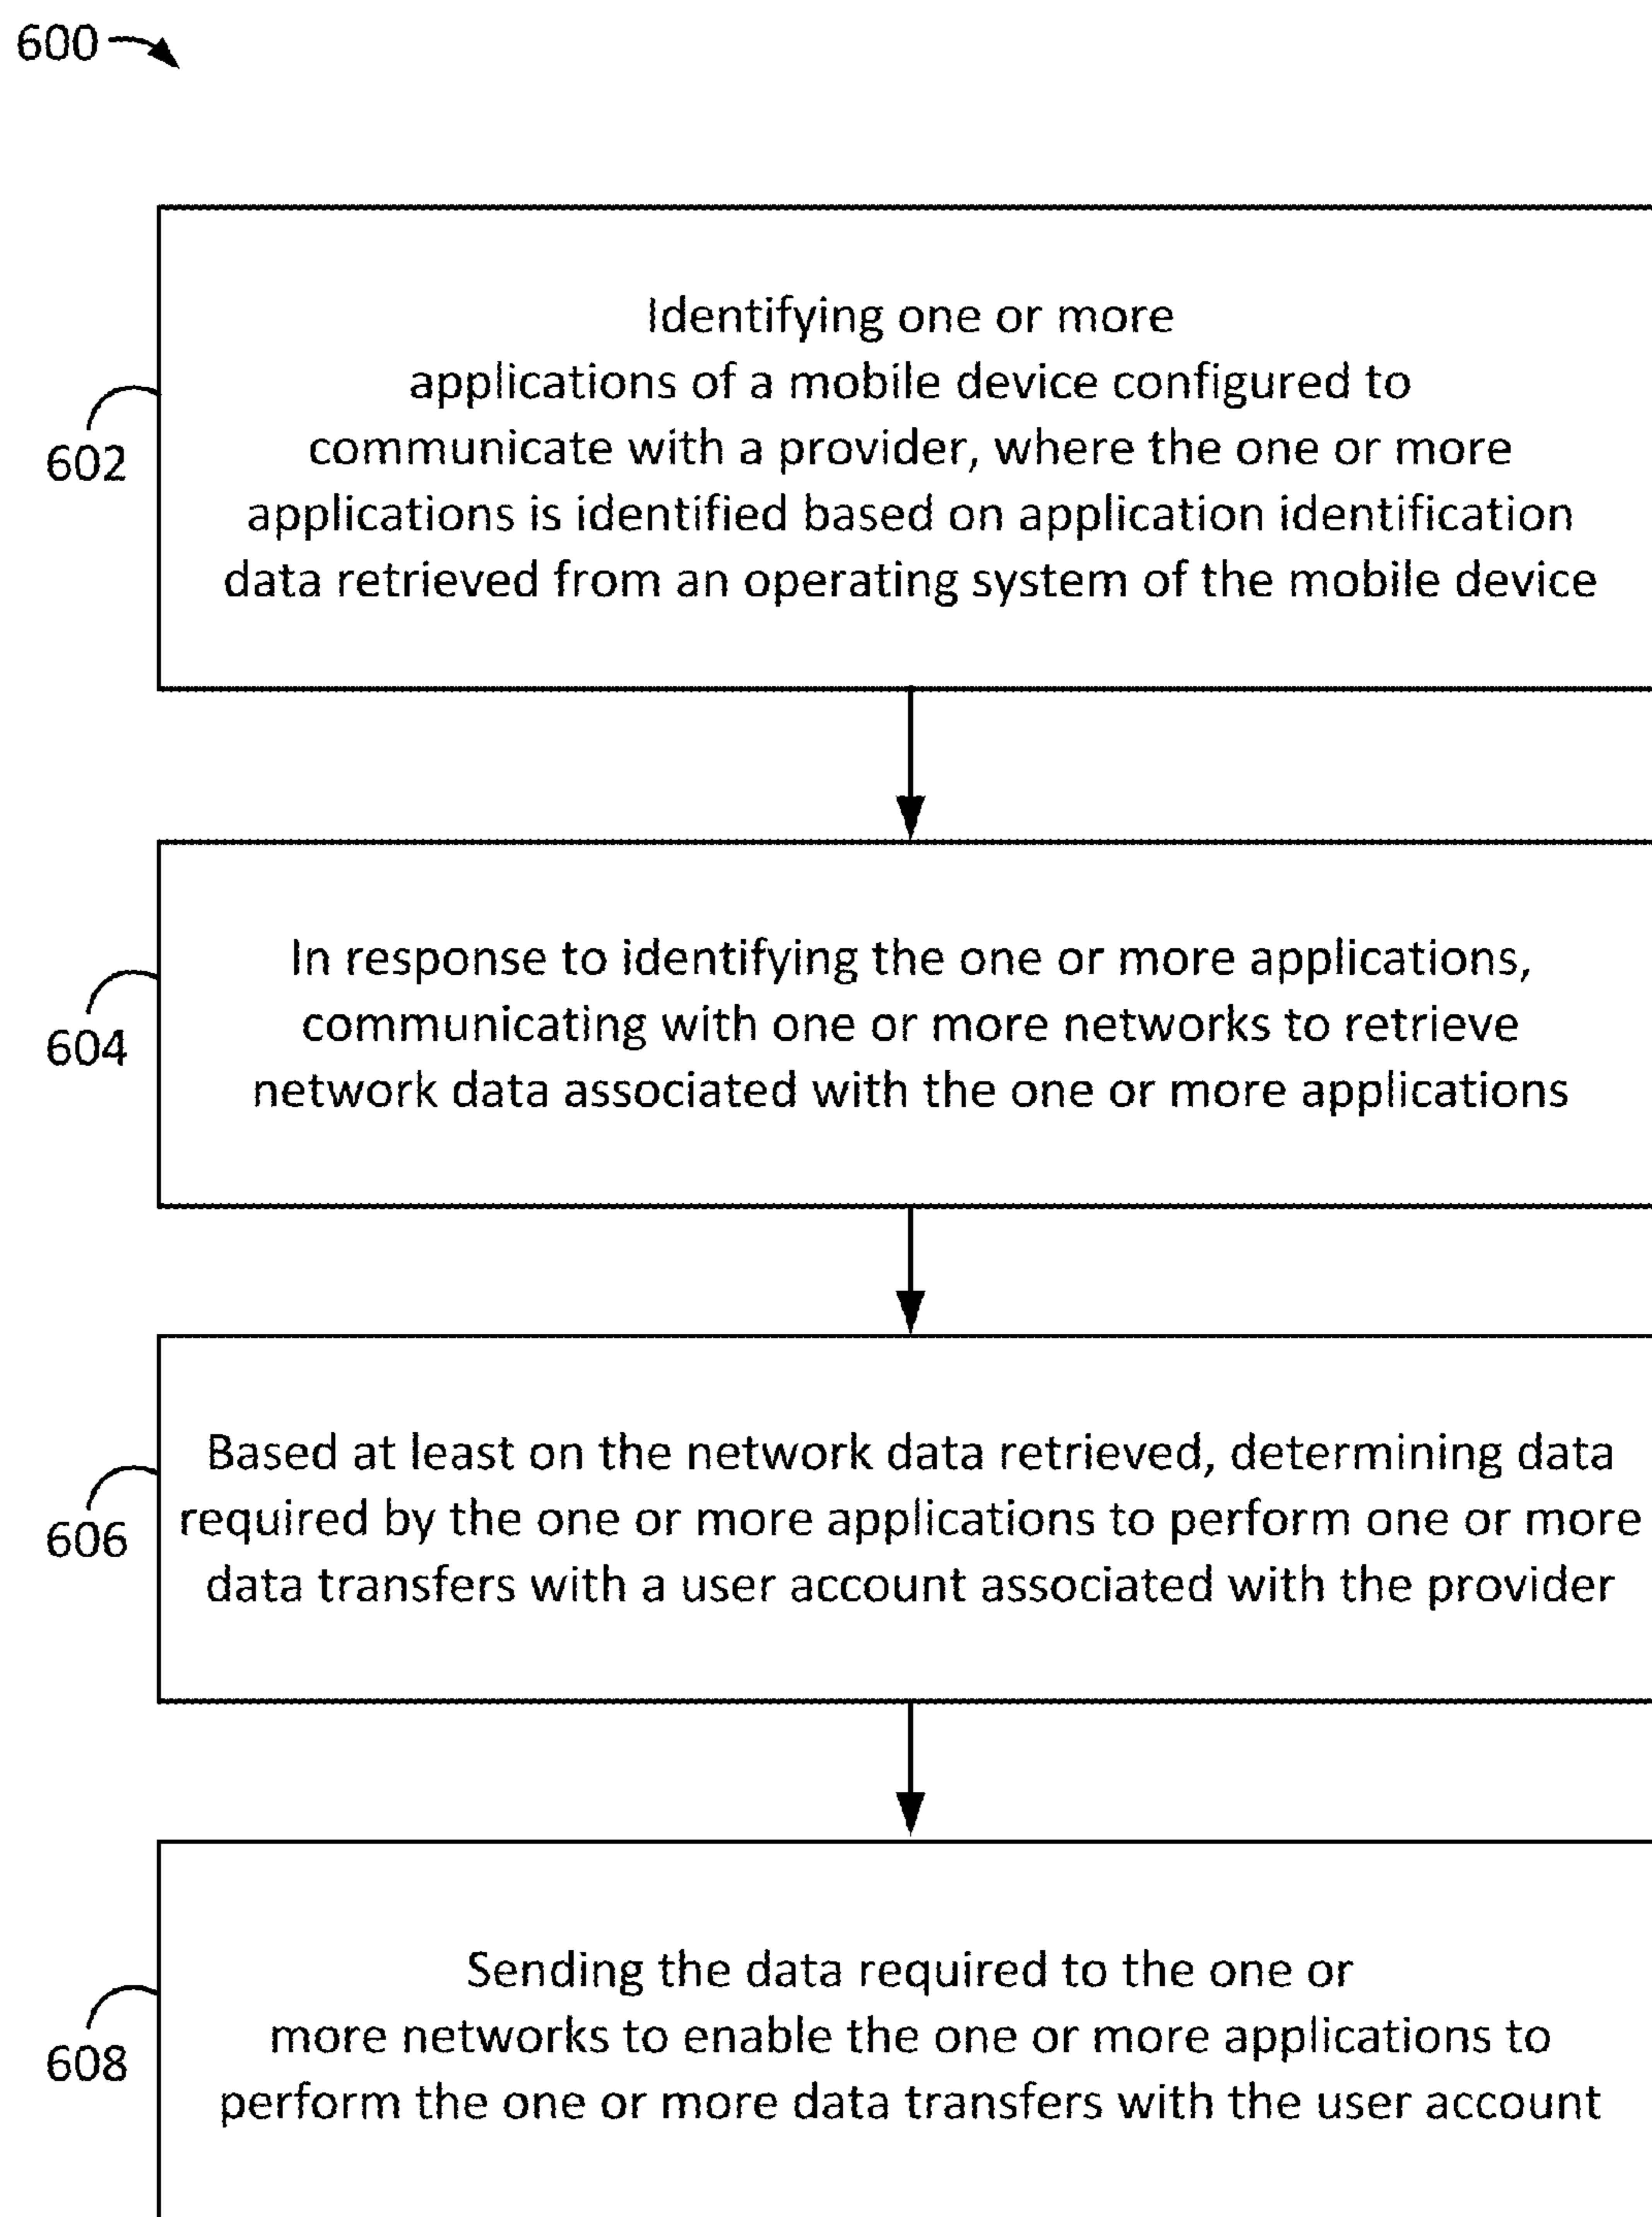 600
Identifying one or more
applications of a mobile device configured to
communicate with a provider, where the one or more
applications is identified based on application identification
data retrieved from an operating system of the mobile device
602
In response to identifying the one or more applications,
communicating with one or more networks to retrieve
network data associated with the one or more applications
604
Based at least on the network data retrieved, determining data
required by the one or more applications to perform one or more
data transfers with a user account associated with the provider
606
Sending the data required to the one or
more networks to enable the one or more applications to
perform the one or more data transfers with the user account
608